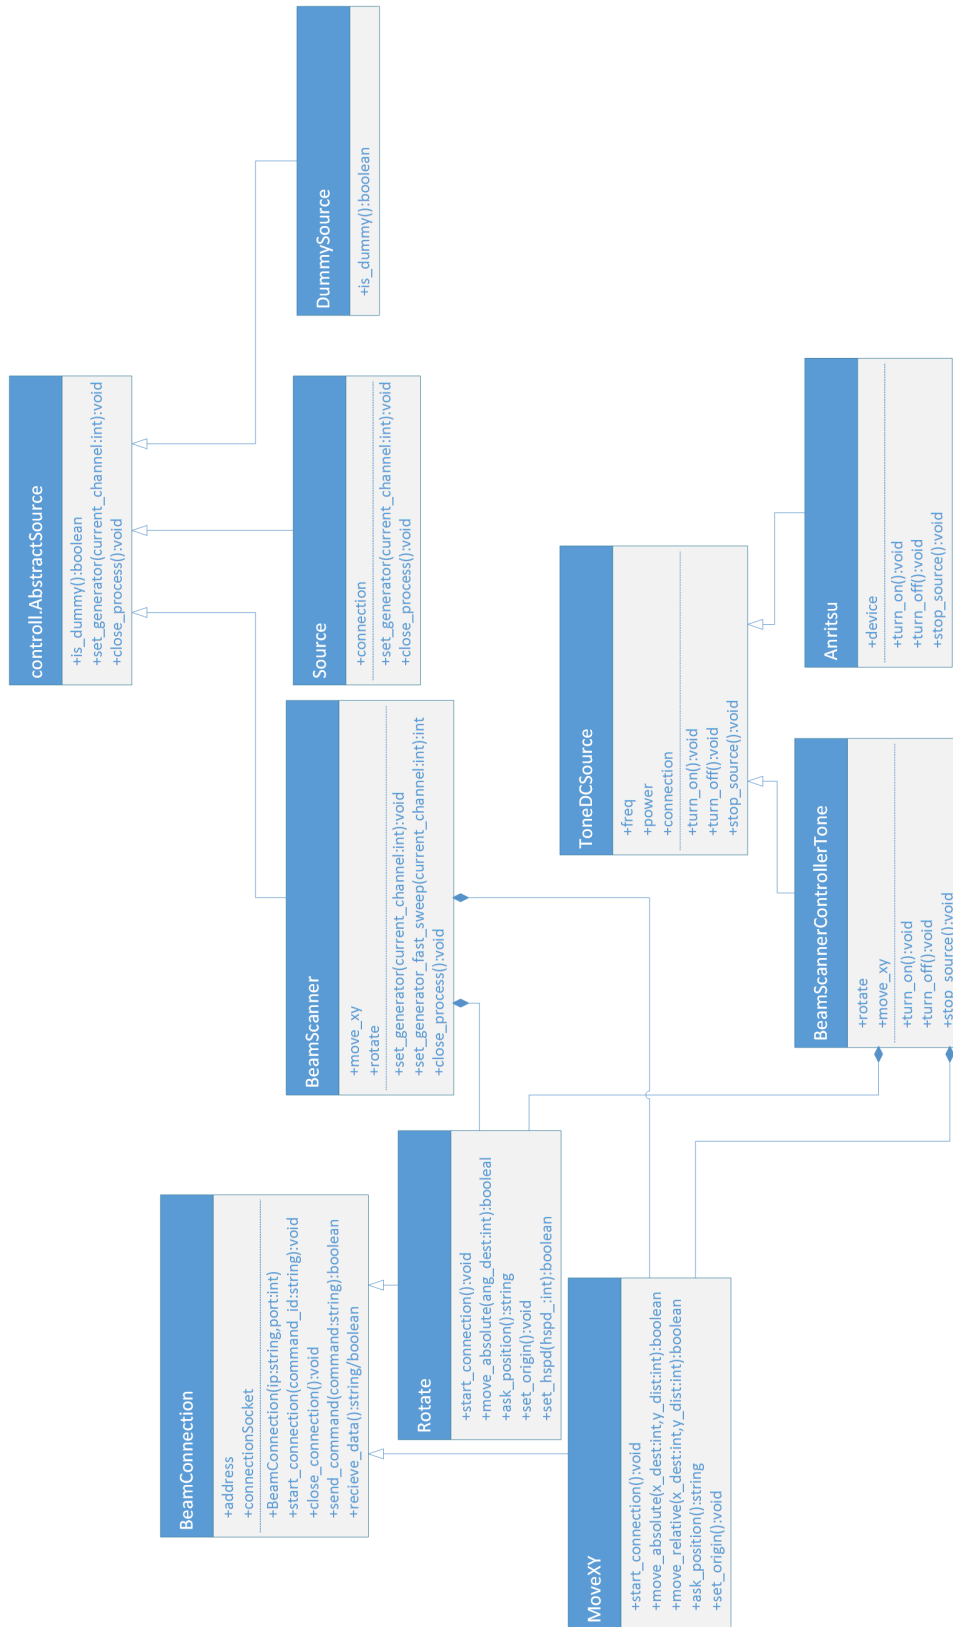 controll.AbstractSource
+is_dummy():boolean
+set_generator(current_channel:int):void
+close_process():void
DummySource
+is_dummy():boolean
Source
+connection
+set_generator(current_channel:int):void
+close_process():void
BeamScanner
+move_xy
+rotate
+set_generator(current_channel:int):void
+set_generator_fast_sweep(current_channel:int):int
+close_process():void
BeamConnection
+address
+connectionSocket
+BeamConnection(ip:string,port:int)
+start_connection(command_id:string):void
+close_connection():void
+send_command(command:string):boolean
+recieve_data():string/boolean
Rotate
+start_connection():void
+move_absolute(ang_dest:int):booleal
+ask_position():string
+set_origin():void
+set_hspd(hspd_:int):boolean
MoveXY
+start_connection():void
+move_absolute(x_dest:int,y_dist:int):boolean
+move_relative(x_dest:int,y_dist:int):boolean
+ask_position():string
+set_origin():void
ToneDCSource
+freq
+power
+connection
+turn_on():void
+turn_off():void
+stop_source():void
BeamScannerControllerTone
+rotate
+move_xy
+turn_on():void
+turn_off():void
+stop_source():void
Anritsu
+device
+turn_on():void
+turn_off():void
+stop_source():void